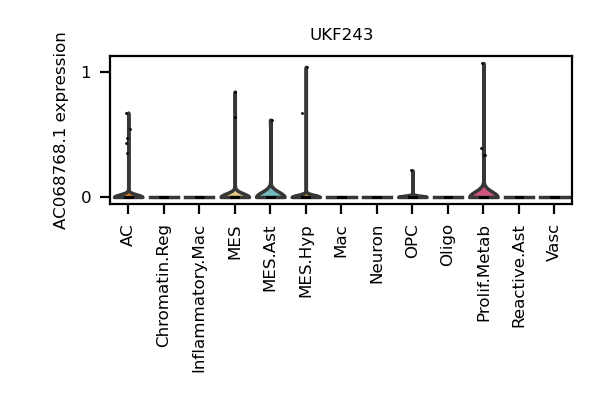 UKF243
AC068768.1 expression
1
0
AC
Chromatin.Reg
Inflammatory.Mac
MES
MES.Ast
MES.Hyp
Mac
Neuron
OPC
Oligo
Prolif.Metab
Reactive.Ast
Vasc